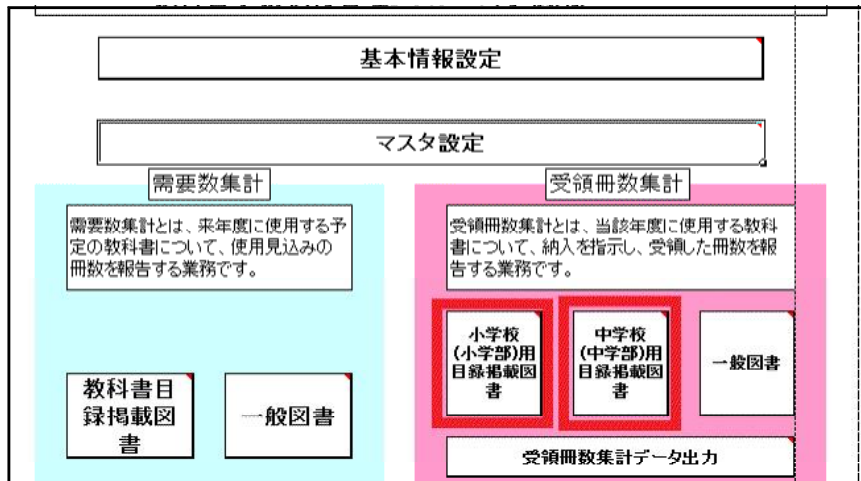 基本情報設定
マスタ設定
需要数集計
需要数集計とは、来年度に使用する予
定の教科書について、使用見込みの
冊数を報告する業務です。
教科書目
録掲載図
書
一般図書
受領冊数集計
受領冊数集計とは、当該年度に使用する教科
書について、納入を指示し、受領した冊数を報
告する業務です。
小学校
(小学部)用
目録掲載図
書
中学校
(中学部)用
目録掲載図
書
一般図書
受領冊数集計データ出力